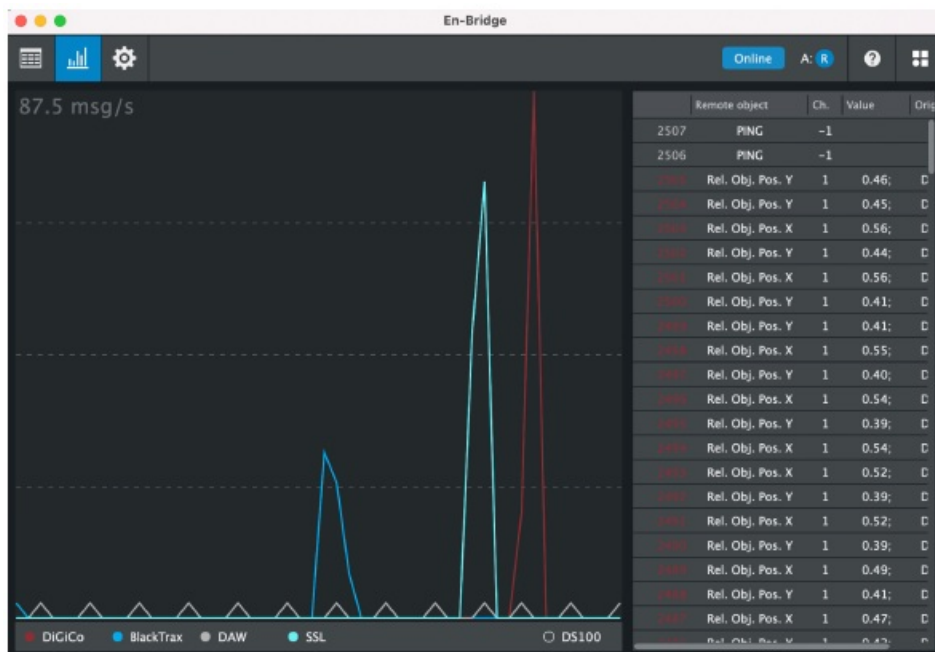 En-Bridge
Online A: R ?
87.5 msg/s
Remote object Ch. Value Orig
2507 PING -1
2506 PING -1
Rel. Obj. Pos. Y 1 0.46; D
Rel. Obj. Pos. Y 1 0.45; D
Rel. Obj. Pos. X 1 0.56; D
Rel. Obj. Pos. Y 1 0.44; D
Rel. Obj. Pos. X 1 0.56; D
Rel. Obj. Pos. Y 1 0.41; D
Rel. Obj. Pos. Y 1 0.41; D
Rel. Obj. Pos. X 1 0.55; D
Rel. Obj. Pos. Y 1 0.40; D
Rel. Obj. Pos. X 1 0.54; D
Rel. Obj. Pos. Y 1 0.39; D
Rel. Obj. Pos. X 1 0.54; D
Rel. Obj. Pos. X 1 0.52; D
Rel. Obj. Pos. Y 1 0.39; D
Rel. Obj. Pos. X 1 0.52; D
Rel. Obj. Pos. Y 1 0.39; D
Rel. Obj. Pos. X 1 0.49; D
Rel. Obj. Pos. Y 1 0.41; D
Rel. Obj. Pos. X 1 0.47; D
DiGiCo BlackTrax DAW SSL DS100